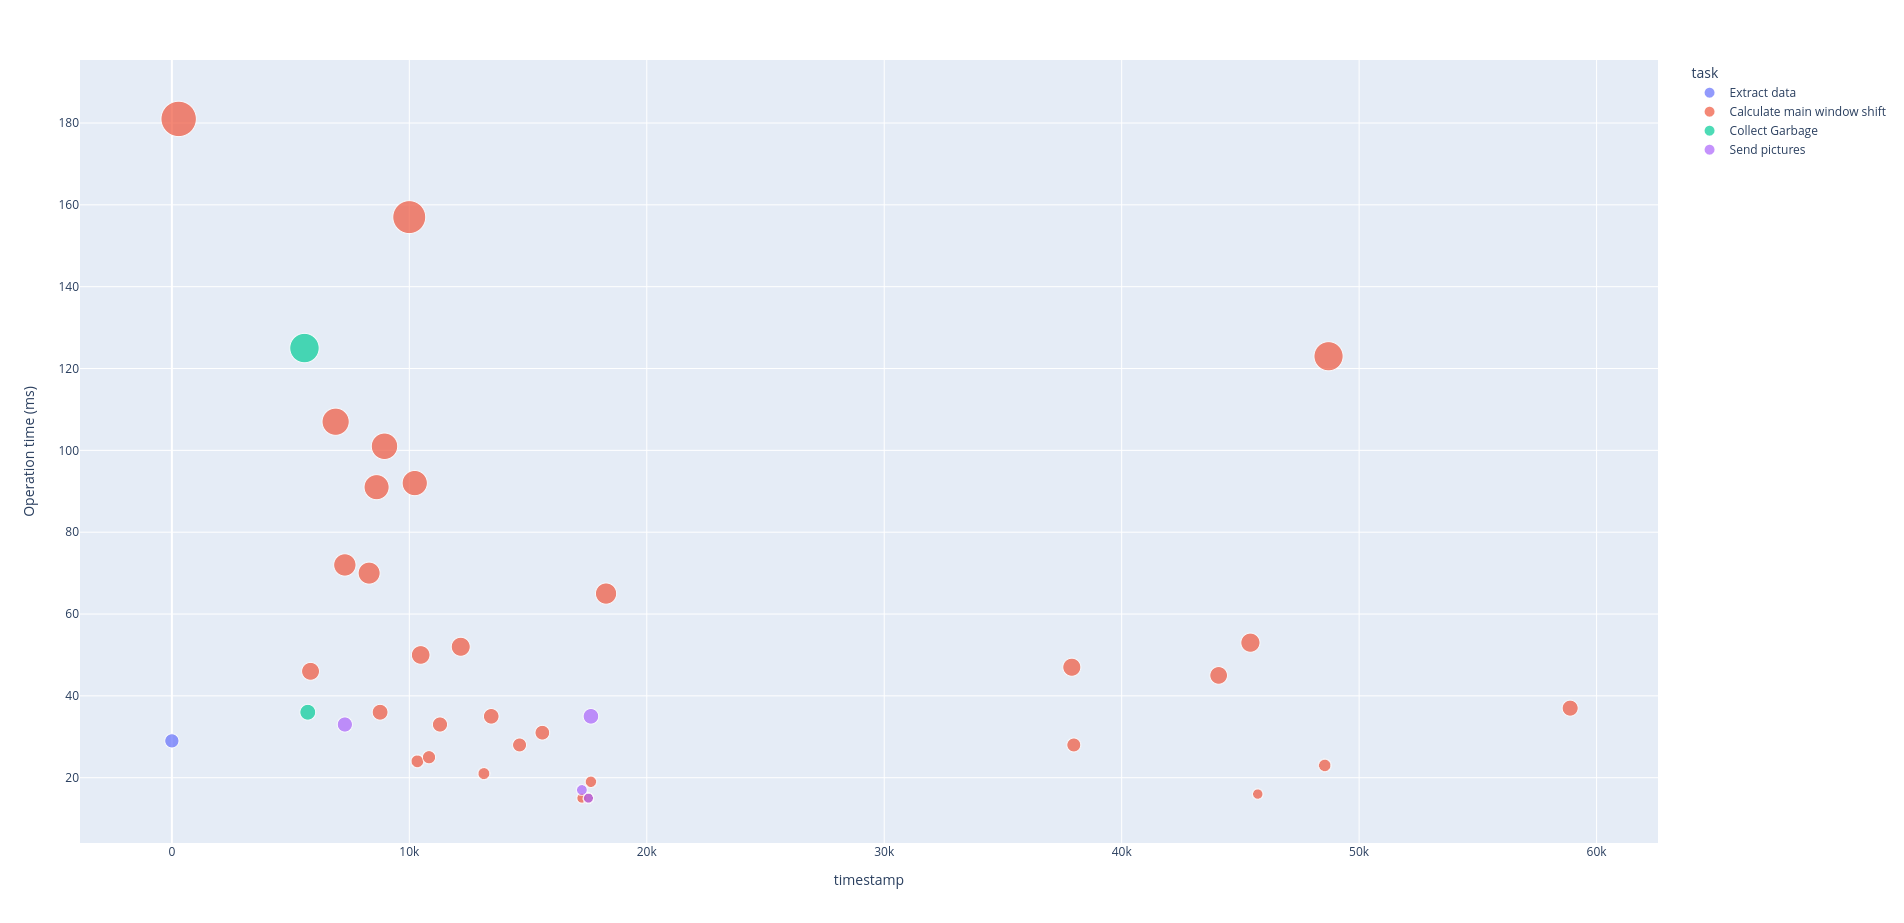 task
Extract data
Calculate main window shift
Collect Garbage
Send pictures
Operation time (ms)
180
160
140
120
100
80
60
40
20
0 10k 20k 30k 40k 50k 60k
timestamp